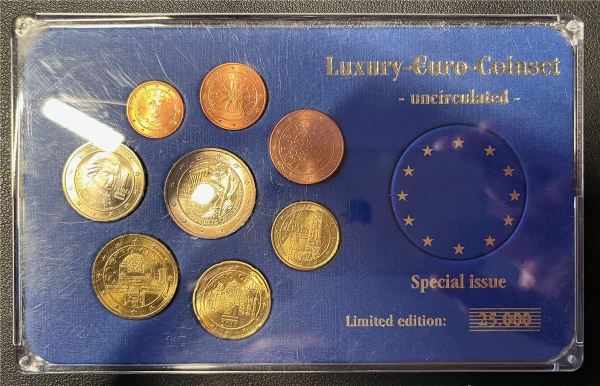 Luxury-Euro-Coinset
- uncirculated -
Special issue
Limited edition: 25.000